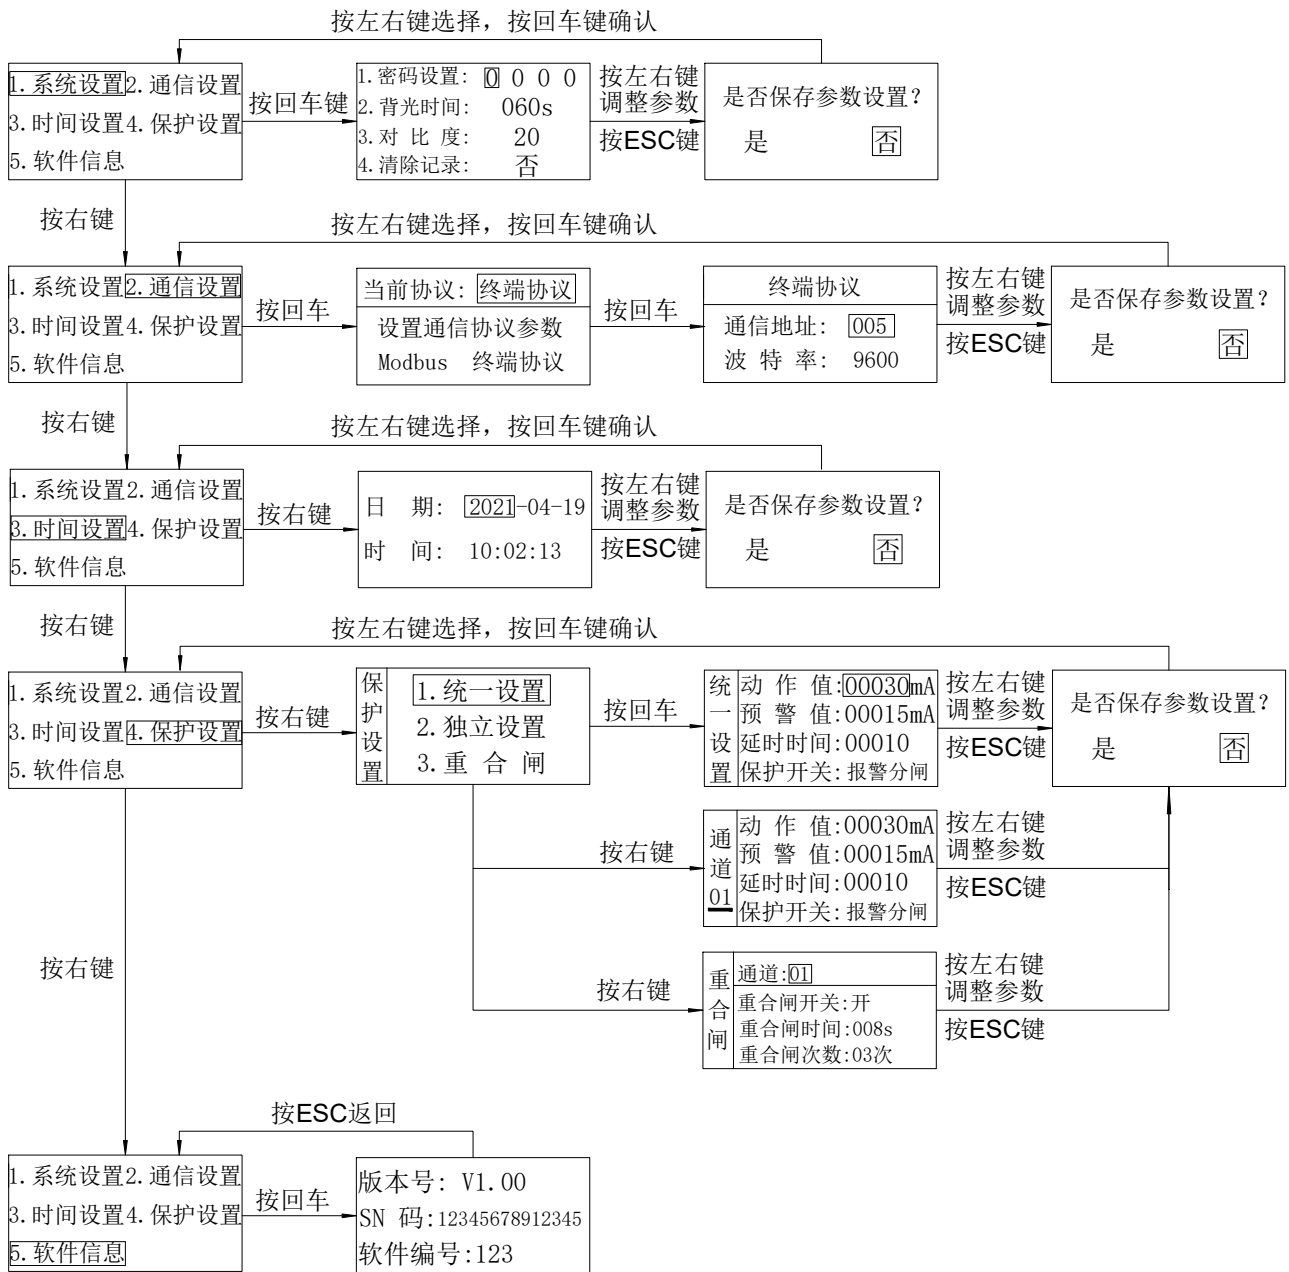 按左右键选择，按回车键确认
1.系统设置2.通信设置
3.时间设置4.保护设置
5.软件信息
按回车键
1.密码设置: 0 0 0 0
2.背光时间: 060s
3.对 比 度: 20
4.清除记录: 否
按左右键
调整参数
按ESC键
是否保存参数设置?
是 否
按右键
按左右键选择，按回车键确认
1.系统设置2.通信设置
3.时间设置4.保护设置
5.软件信息
按回车
当前协议: 终端协议
设置通信协议参数
Modbus 终端协议
按回车
终端协议
通信地址: 005
波 特 率: 9600
按左右键
调整参数
按ESC键
是否保存参数设置?
是 否
按右键
按左右键选择，按回车键确认
1.系统设置2.通信设置
3.时间设置4.保护设置
5.软件信息
按右键
日 期: 2021-04-19
时 间: 10:02:13
按左右键
调整参数
按ESC键
是否保存参数设置?
是 否
按右键
按左右键选择，按回车键确认
1.系统设置2.通信设置
3.时间设置4.保护设置
5.软件信息
按右键
保护设置
1.统一设置
2.独立设置
3.重 合 闸
按回车
统一设置
动 作 值:00030mA
预 警 值:00015mA
延时时间:00010
保护开关:报警分闸
按左右键
调整参数
按ESC键
是否保存参数设置?
是 否
按右键
通道01
动 作 值:00030mA
预 警 值:00015mA
延时时间:00010
保护开关:报警分闸
按左右键
调整参数
按ESC键
按右键
按右键
重合闸
通道:01
重合闸开关:开
重合闸时间:008s
重合闸次数:03次
按左右键
调整参数
按ESC键
按ESC返回
1.系统设置2.通信设置
3.时间设置4.保护设置
5.软件信息
按回车
版本号: V1.00
SN 码:12345678912345
软件编号:123